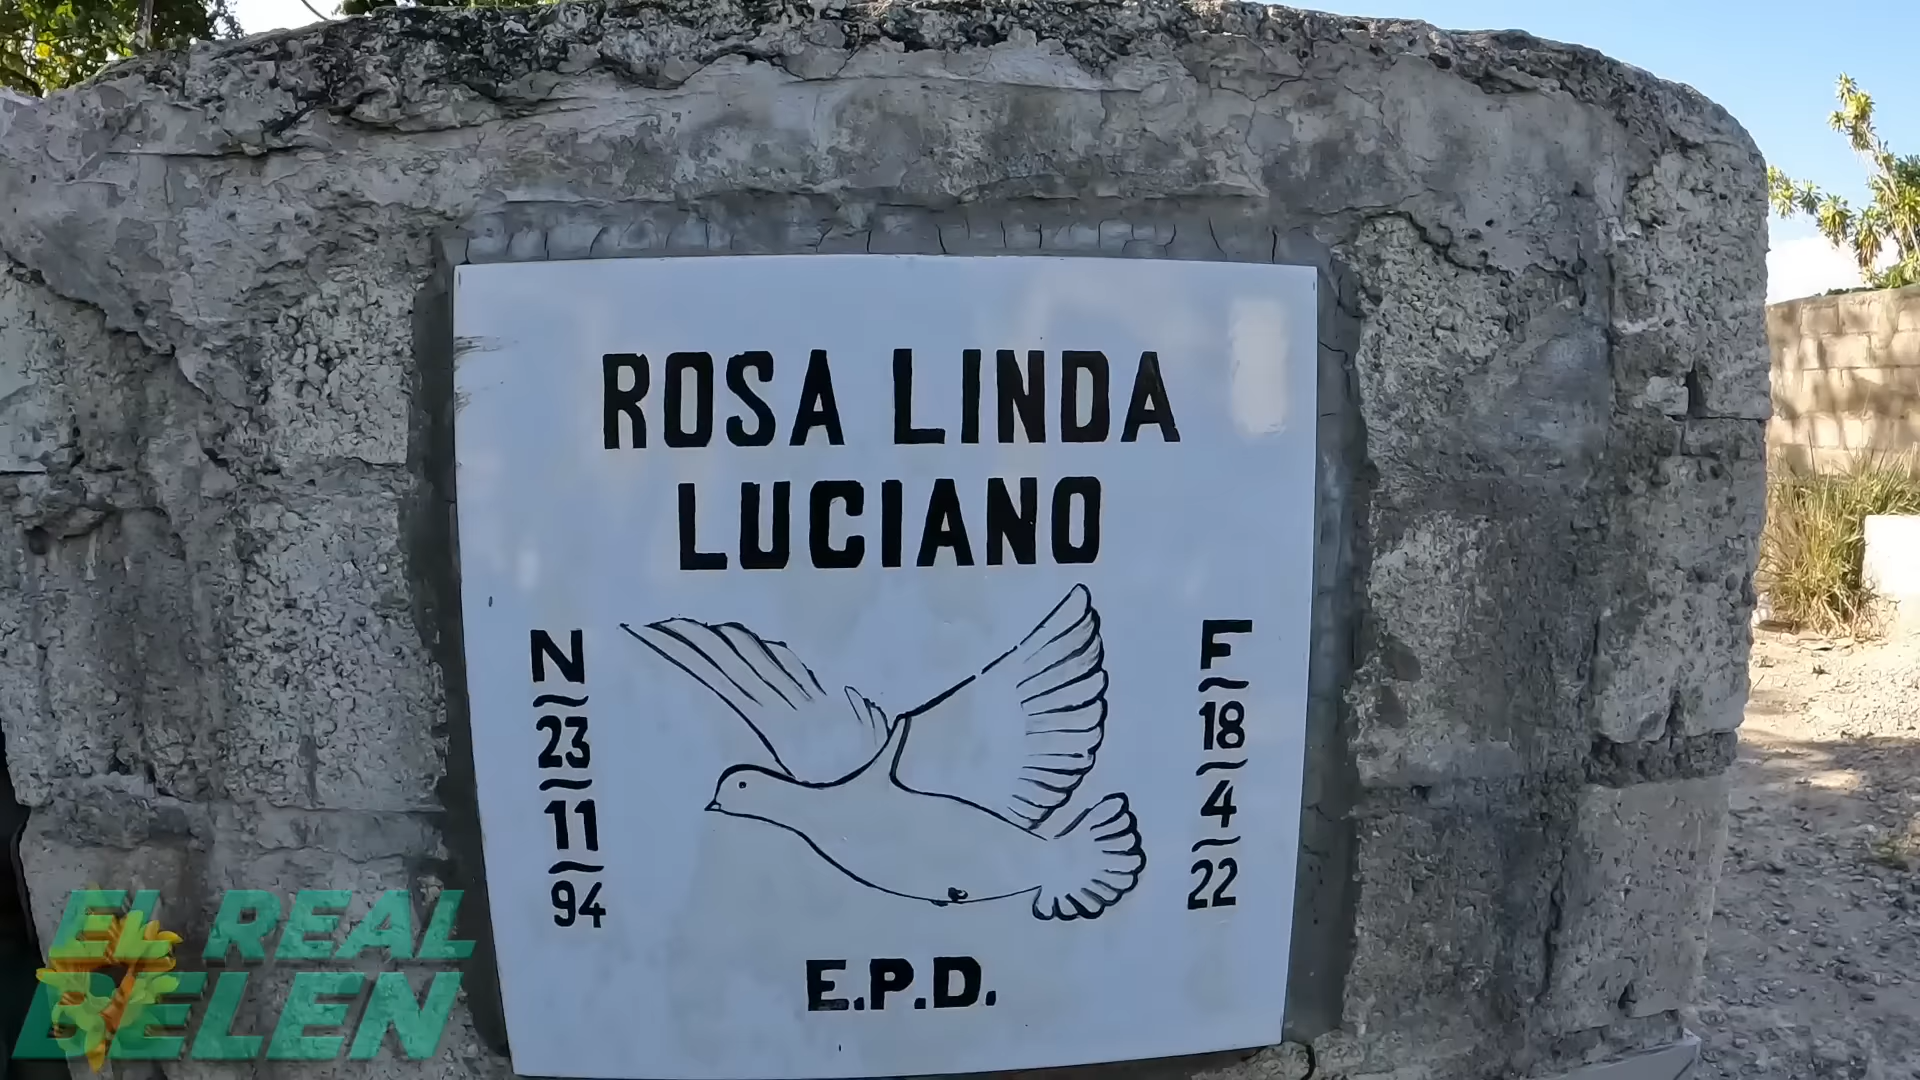 ROSA LINDA
LUCIANO
N
23
11
94
F
18
4
22
E.P.D.
EL REAL
BELEN